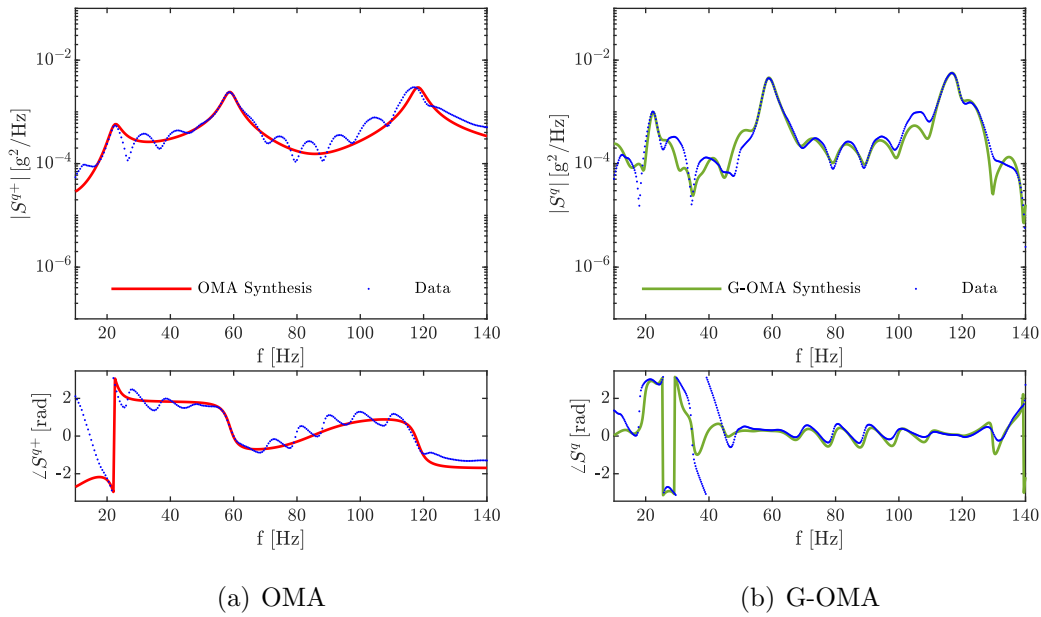 10^{-2}
10^{-4}
10^{-6}
|S^{q+}| [g^2/Hz]
OMA Synthesis
Data
20 40 60 80 100 120 140
f [Hz]
2
0
-2
∠S^{q+} [rad]
20 40 60 80 100 120 140
f [Hz]
(a) OMA
10^{-2}
10^{-4}
10^{-6}
|S^q| [g^2/Hz]
G-OMA Synthesis
Data
20 40 60 80 100 120 140
f [Hz]
2
0
-2
∠S^q [rad]
20 40 60 80 100 120 140
f [Hz]
(b) G-OMA